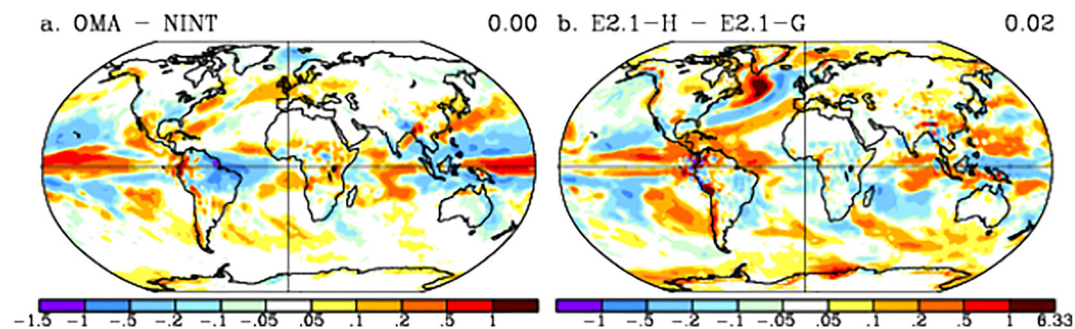 a. OMA – NINT 0.00
b. E2.1-H – E2.1-G 0.02
-1.5 -1 -.5 -.2 -.1 -.05 .05 .1 .2 .5 1
-1 -.5 -.2 -.1 -.05 .05 .1 .2 .5 1 6.33